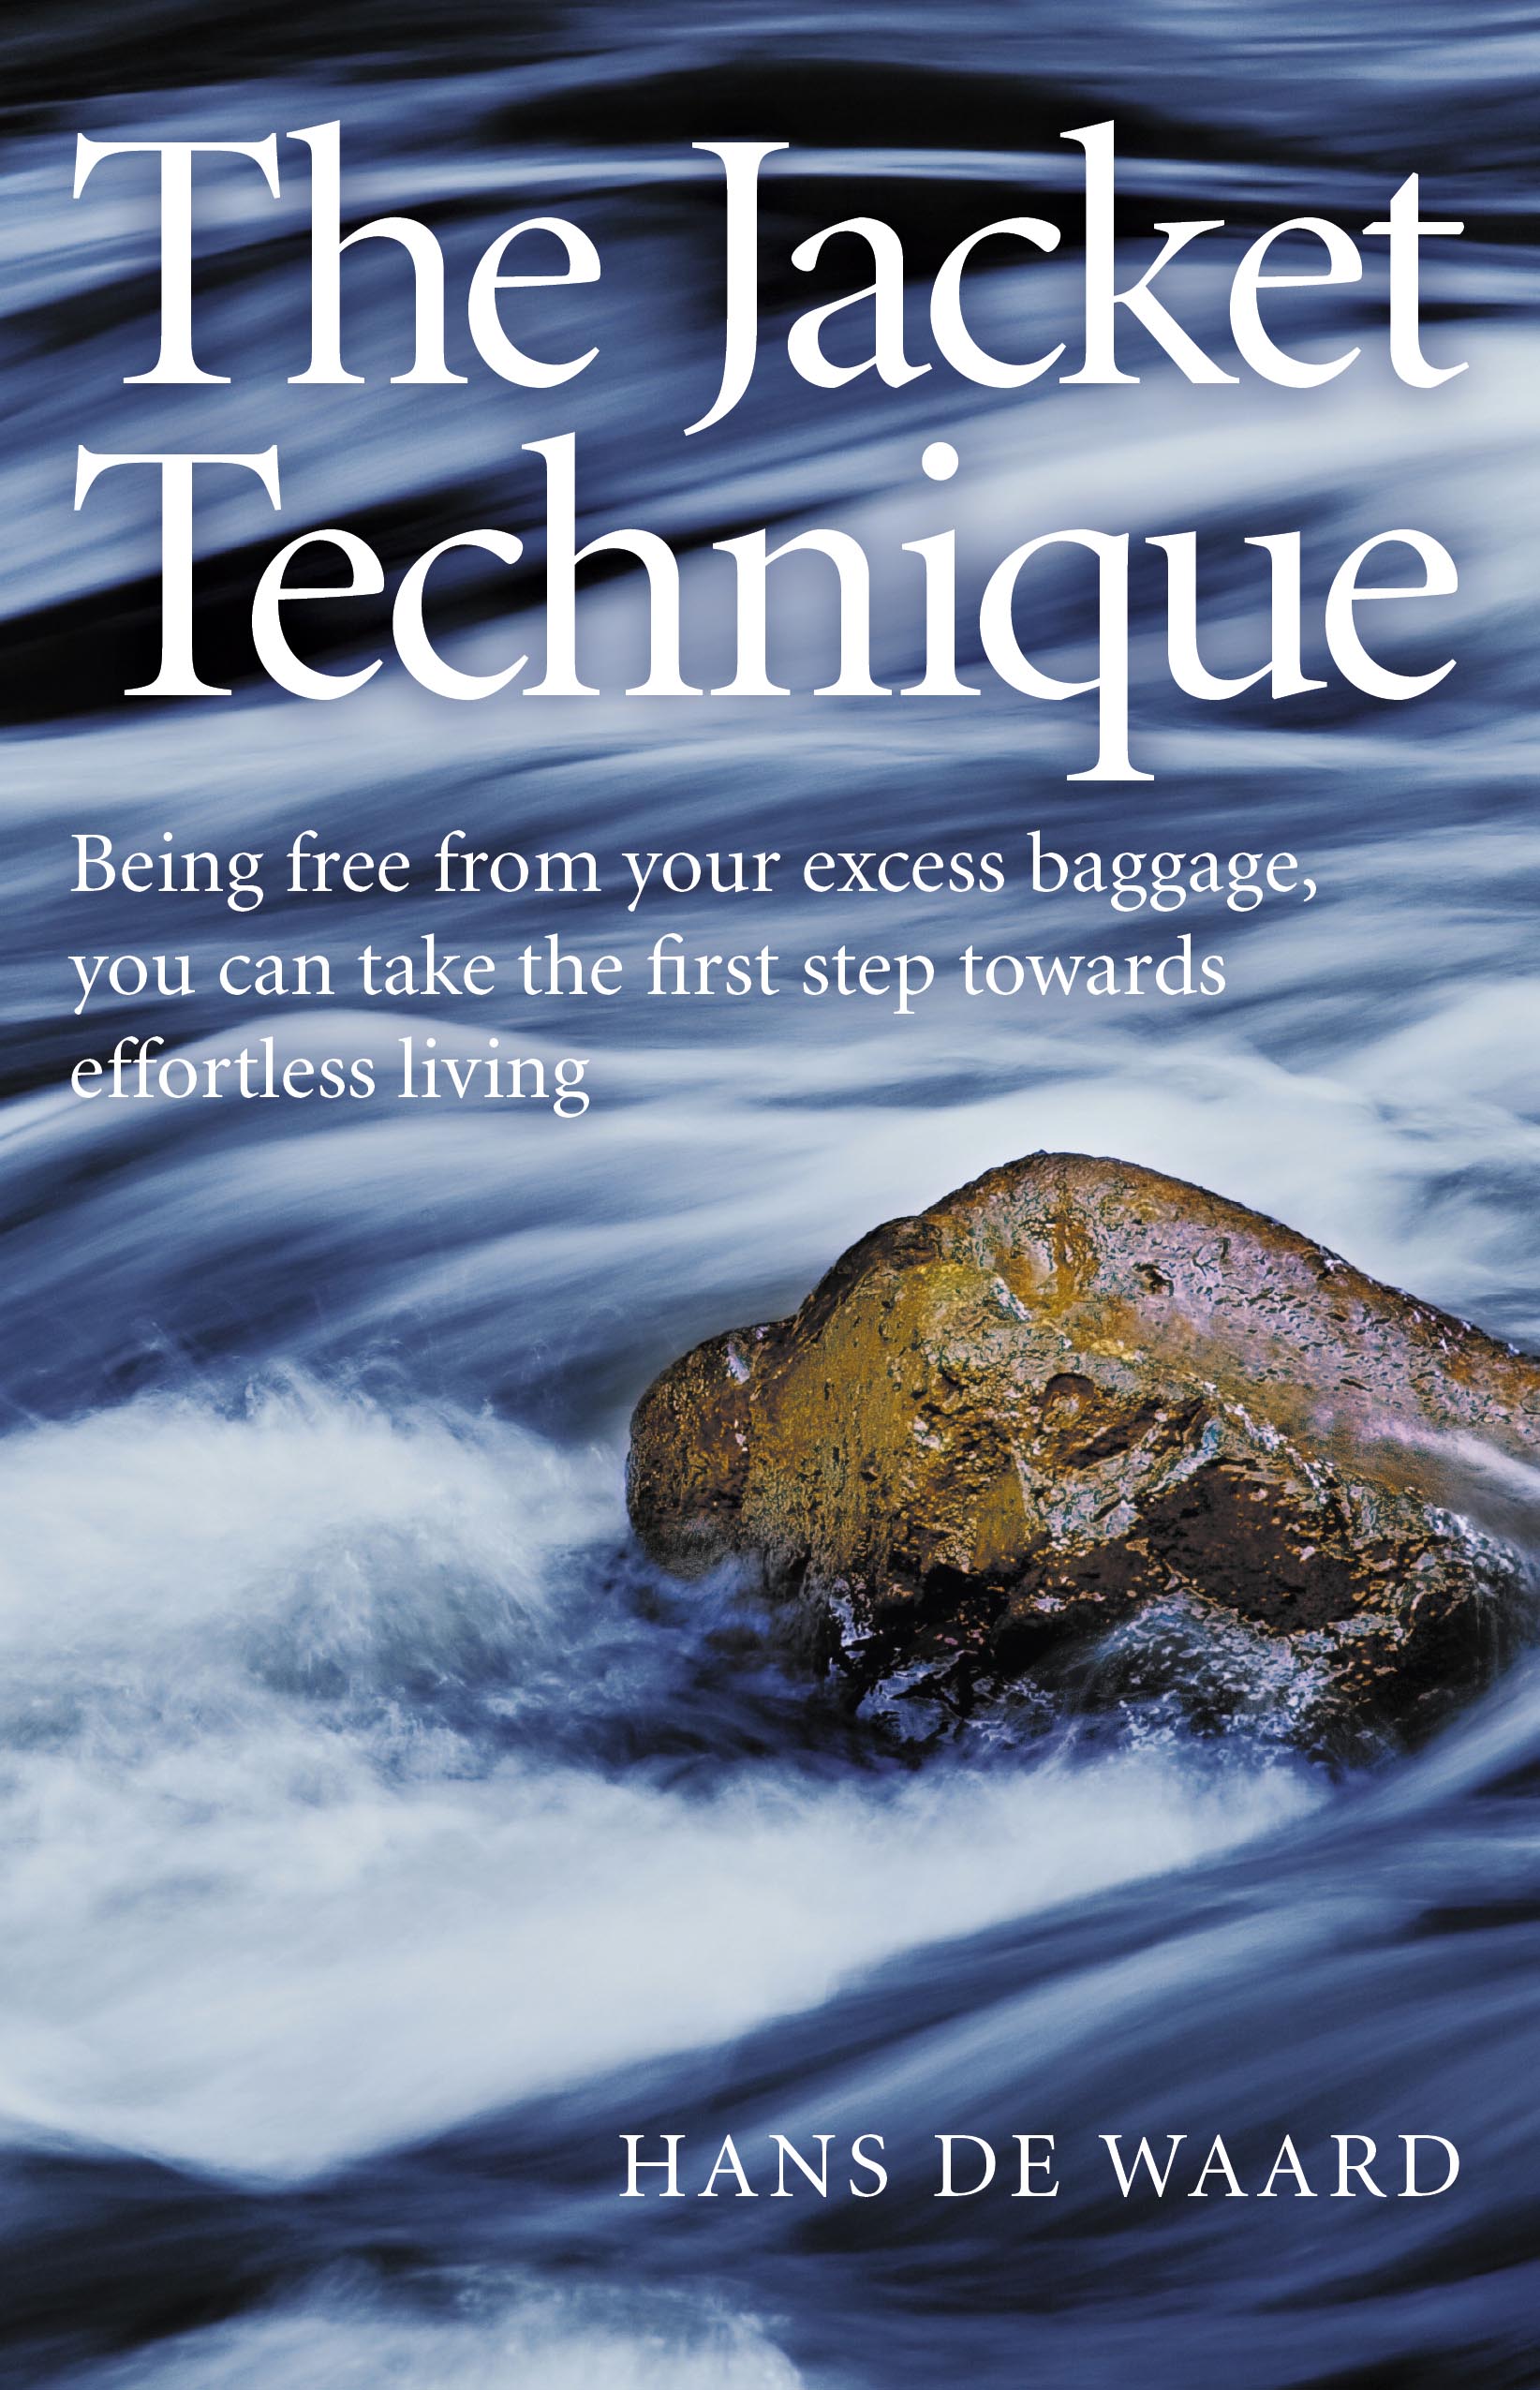 The Jacket
Technique
Being free from your excess baggage,
you can take the first step towards
effortless living
HANS DE WAARD